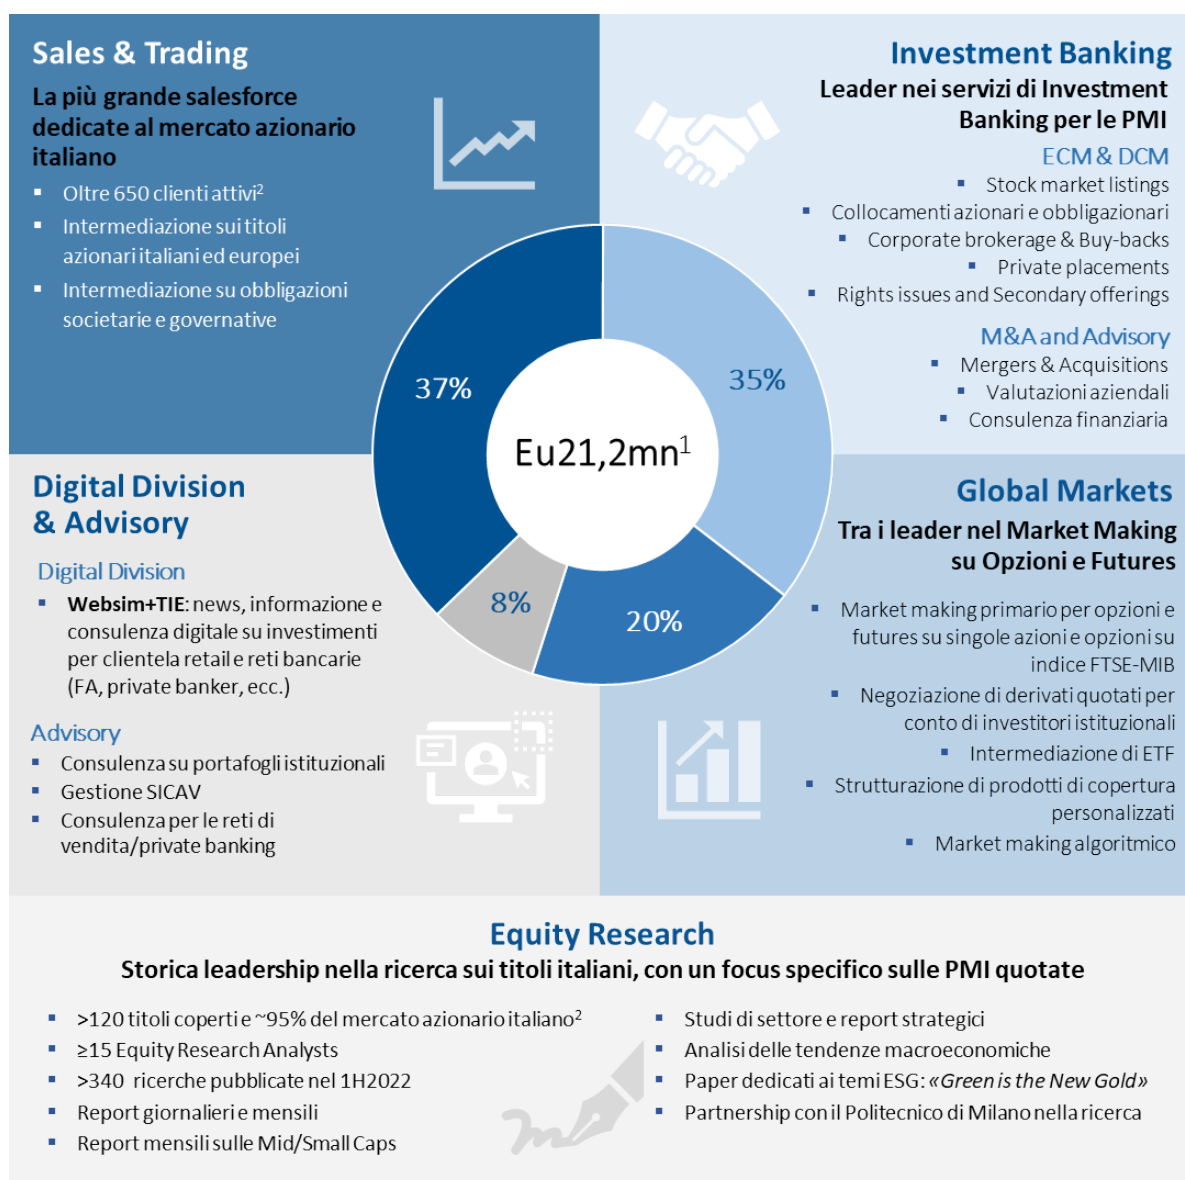 Sales & Trading
La più grande salesforce
dedicate al mercato azionario
italiano
▪ Oltre 650 clienti attivi²
▪ Intermediazione sui titoli
azionari italiani ed europei
▪ Intermediazione su obbligazioni
societarie e governative
Investment Banking
Leader nei servizi di Investment
Banking per le PMI
ECM & DCM
▪ Stock market listings
▪ Collocamenti azionari e obbligazionari
▪ Corporate brokerage & Buy-backs
▪ Private placements
▪ Rights issues and Secondary offerings
M&A and Advisory
▪ Mergers & Acquisitions
▪ Valutazioni aziendali
▪ Consulenza finanziaria
37%
35%
Eu21,2mn¹
8%
20%
Digital Division
& Advisory
Digital Division
▪ Websim+TIE: news, informazione e
consulenza digitale su investimenti
per clientela retail e reti bancarie
(FA, private banker, ecc.)
Advisory
▪ Consulenza su portafogli istituzionali
▪ Gestione SICAV
▪ Consulenza per le reti di
vendita/private banking
Global Markets
Tra i leader nel Market Making
su Opzioni e Futures
▪ Market making primario per opzioni e
futures su singole azioni e opzioni su
indice FTSE-MIB
▪ Negoziazione di derivati quotati per
conto di investitori istituzionali
▪ Intermediazione di ETF
▪ Strutturazione di prodotti di copertura
personalizzati
▪ Market making algoritmico
Equity Research
Storica leadership nella ricerca sui titoli italiani, con un focus specifico sulle PMI quotate
▪ >120 titoli coperti e ~95% del mercato azionario italiano²
▪ ≥15 Equity Research Analysts
▪ >340 ricerche pubblicate nel 1H2022
▪ Report giornalieri e mensili
▪ Report mensili sulle Mid/Small Caps
▪ Studi di settore e report strategici
▪ Analisi delle tendenze macroeconomiche
▪ Paper dedicati ai temi ESG: «Green is the New Gold»
▪ Partnership con il Politecnico di Milano nella ricerca